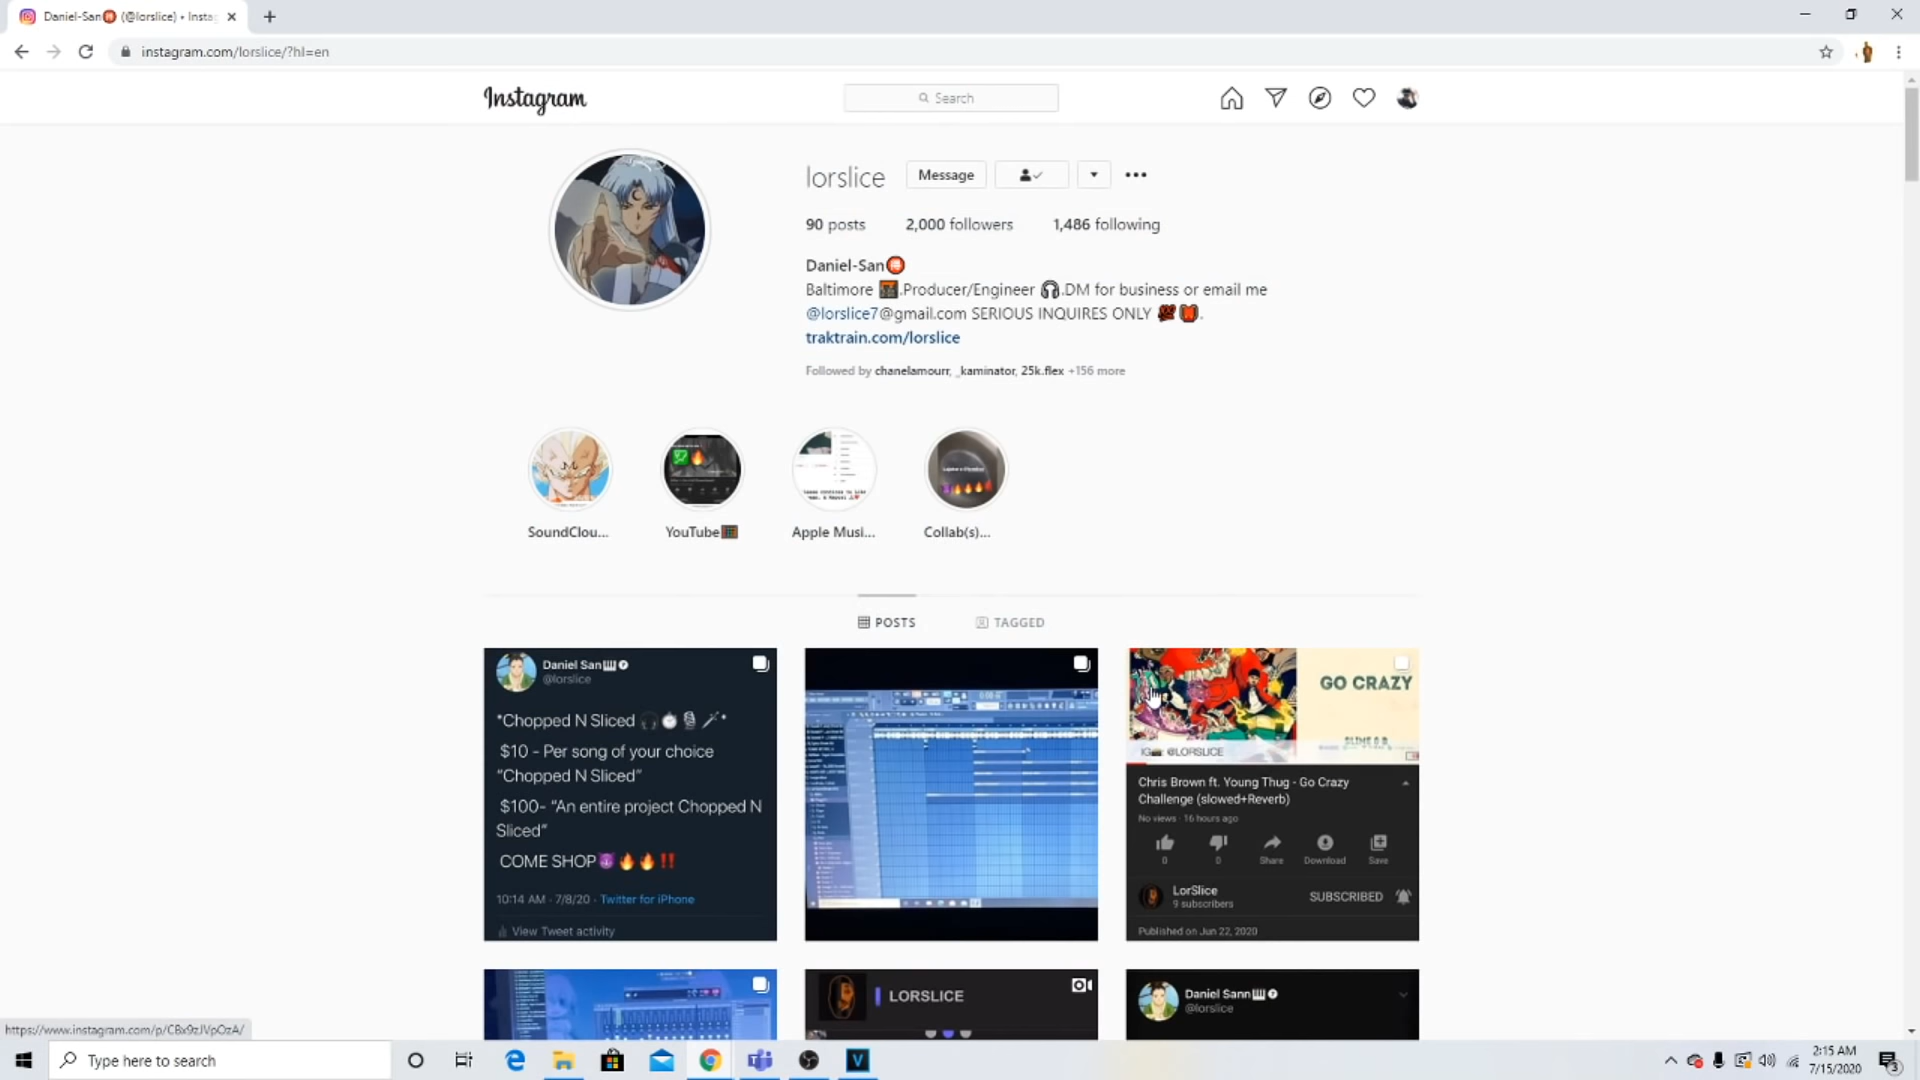 Daniel-San (@lorslice) • Insta
instagram.com/lorslice/?hl=en
Instagram
Search
lorslice
Message
90 posts
2,000 followers
1,486 following
Daniel-San
Baltimore 🌃.Producer/Engineer 🎧.DM for business or email me
@lorslice7@gmail.com SERIOUS INQUIRES ONLY
traktrain.com/lorslice
Followed by chanelamourr, _kaminator, 25k.flex +156 more
SoundClou...
YouTube
Apple Musi...
Collab(s)...
POSTS
TAGGED
Daniel San
@lorslice
*Chopped N Sliced 🎧⏱🎙🪄*
$10 - Per song of your choice
"Chopped N Sliced"
$100- "An entire project Chopped N
Sliced"
COME SHOP😈🔥🔥‼️
10:14 AM · 7/8/20 · Twitter for iPhone
View Tweet activity
GO CRAZY
SLIME & B
IG📸: @LORSLICE
Chris Brown ft. Young Thug - Go Crazy
Challenge (slowed+Reverb)
No views · 16 hours ago
0
0
Share
Download
Save
LorSlice
9 subscribers
SUBSCRIBED
Published on Jun 22, 2020
LORSLICE
Daniel Sann
@lorslice
https://www.instagram.com/p/CBx9zJVpOzA/
Type here to search
2:15 AM
7/15/2020
3